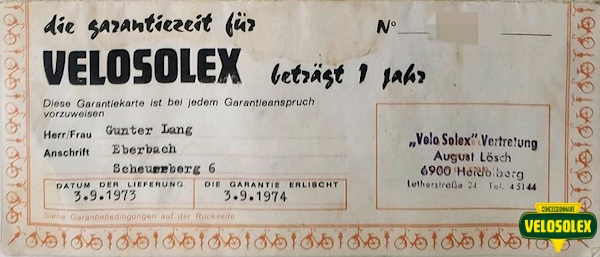 die garantiezeit für
N°
VELOSOLEX beträgt 1 jahr
Diese Garantiekarte ist bei jedem Garantieanspruch
vorzuweisen
Herr/Frau Gunter Lang
Anschrift Eberbach
Scheuerberg 6
DATUM DER LIEFERUNG
3.9.1973
DIE GARANTIE ERLISCHT
3.9.1974
Siehe Garantiebedingungen auf der Rückseite
„Velo Solex" Vertretung
August Lösch
6900 Heidelberg
Lutherstraße 24 Tel. 45144
CONCESSIONNAIRE
VELOSOLEX